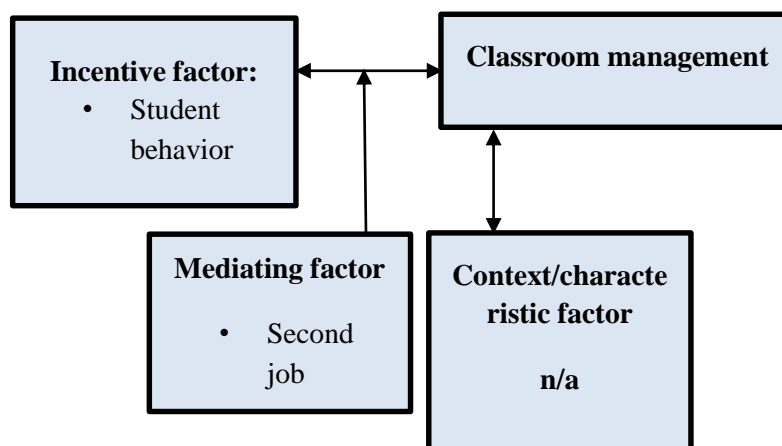 Incentive factor:
• Student
behavior
Classroom management
Mediating factor
• Second
job
Context/characte
ristic factor
n/a